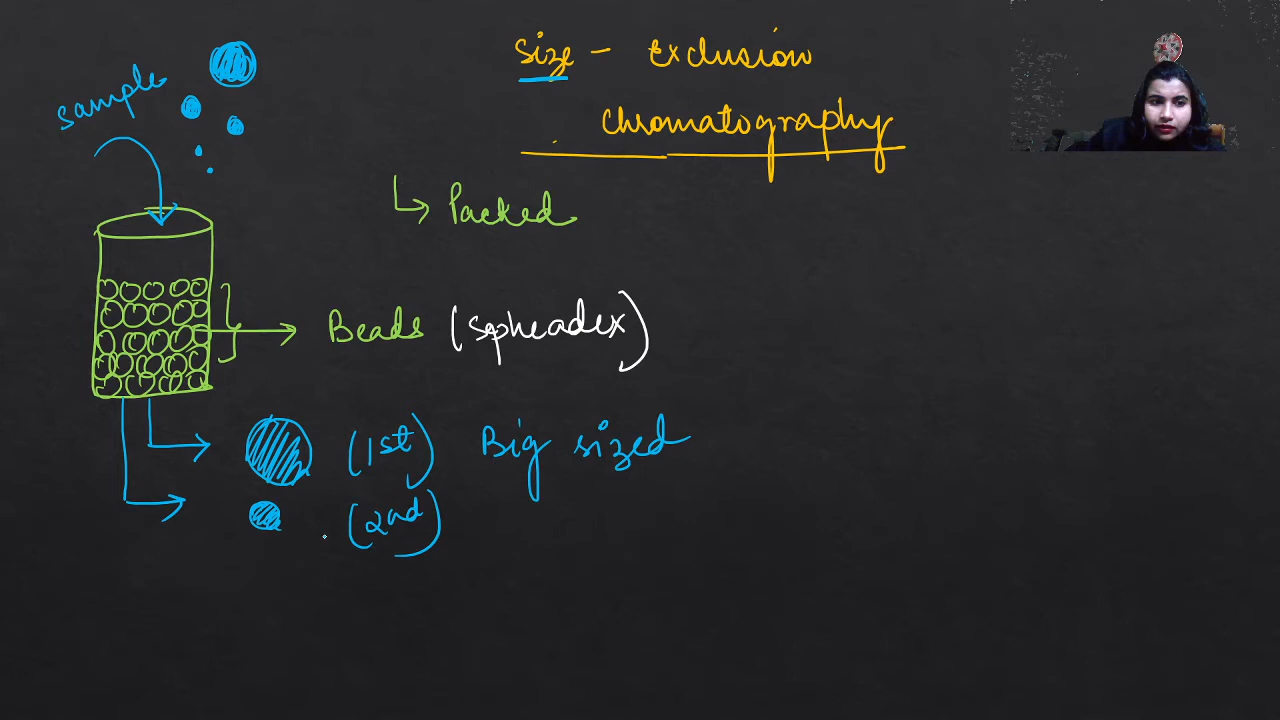 size - Exclusion
chromatography
sample
↳ Packed
Beads (sepheadex)
(1st) Big sized
(2nd)